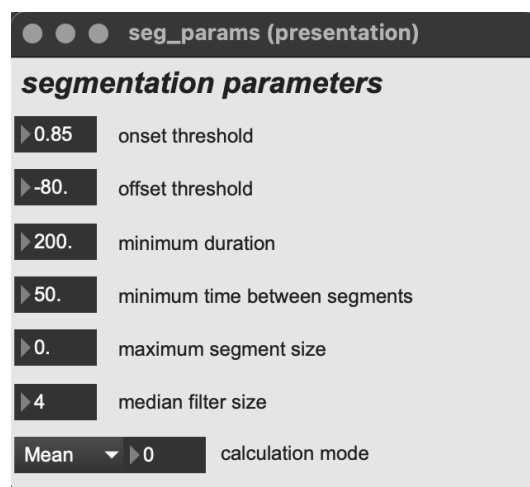 seg_params (presentation)
segmentation parameters
0.85 onset threshold
-80. offset threshold
200. minimum duration
50. minimum time between segments
0. maximum segment size
4 median filter size
Mean 0 calculation mode